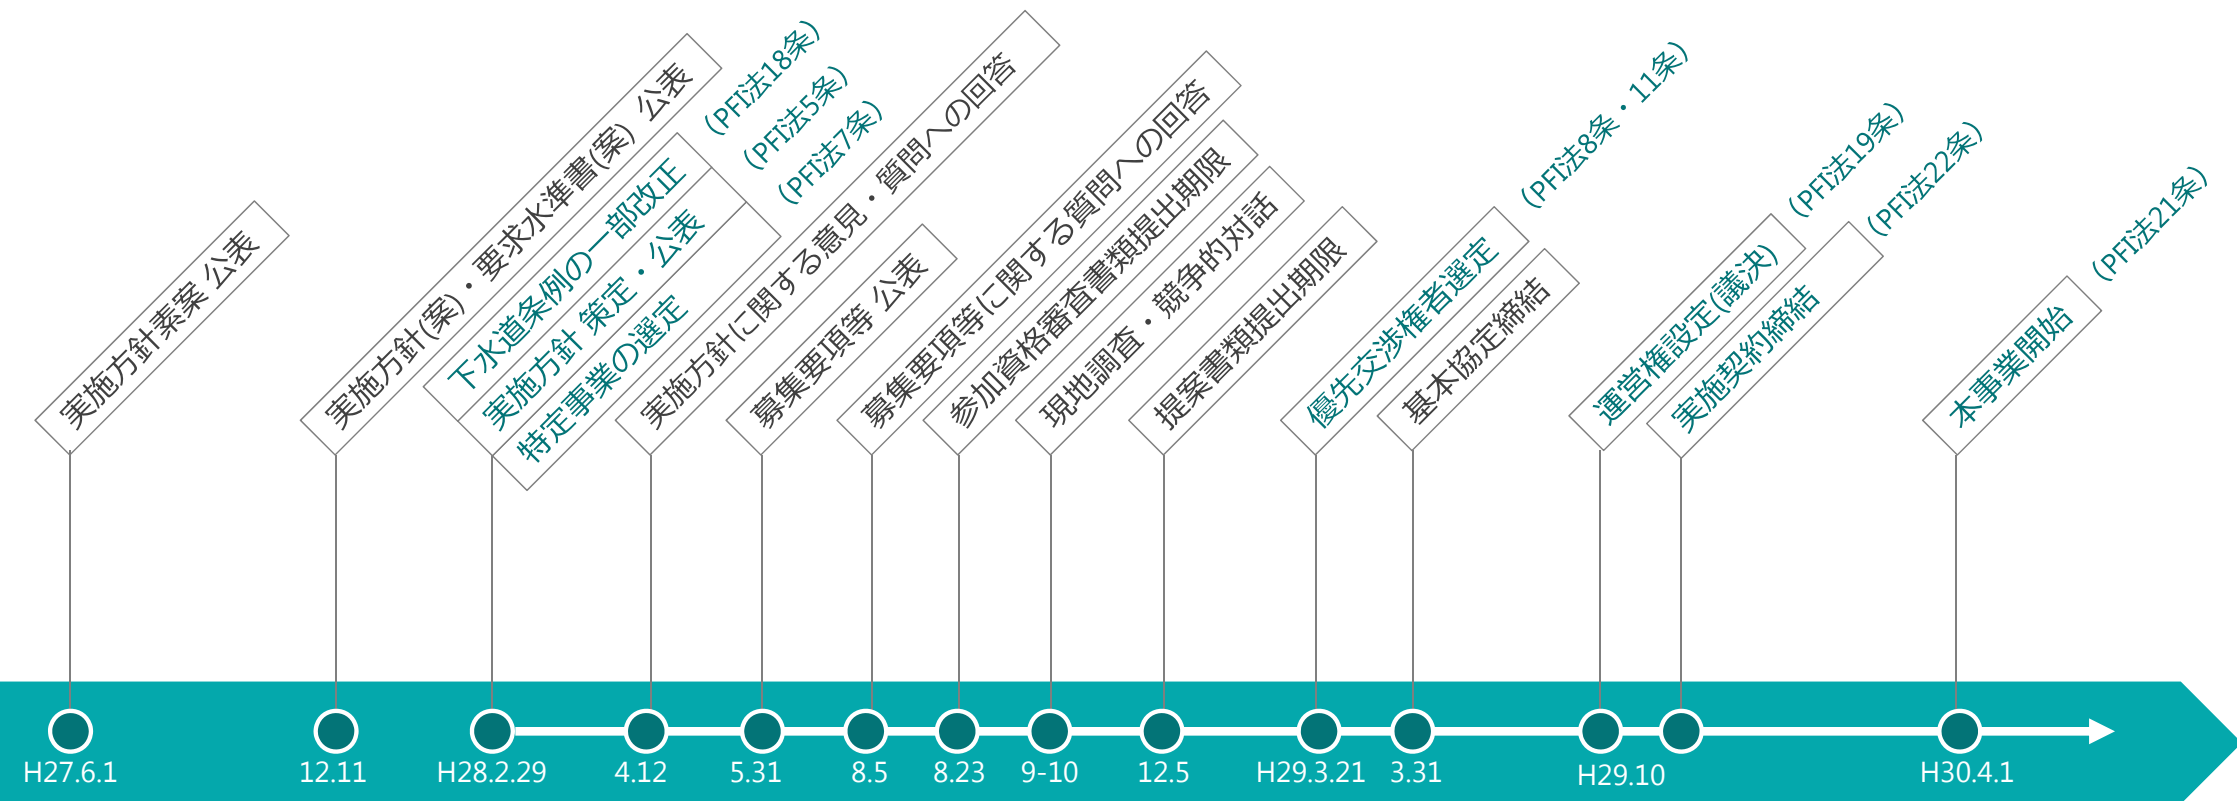 実施方針素案 公表
実施方針(案)・要求水準書(案) 公表
下水道条例の一部改正
(PFI法18条)
実施方針 策定・公表
(PFI法5条)
特定事業の選定
(PFI法7条)
実施方針に関する意見・質問への回答
募集要項等 公表
募集要項等に関する質問への回答
参加資格審査書類提出期限
現地調査・競争的対話
提案書類提出期限
優先交渉権者選定
(PFI法8条・11条)
基本協定締結
運営権設定(議決)
(PFI法19条)
実施契約締結
(PFI法22条)
本事業開始
(PFI法21条)
H27.6.1
12.11
H28.2.29
4.12
5.31
8.5
8.23
9-10
12.5
H29.3.21
3.31
H29.10
H30.4.1